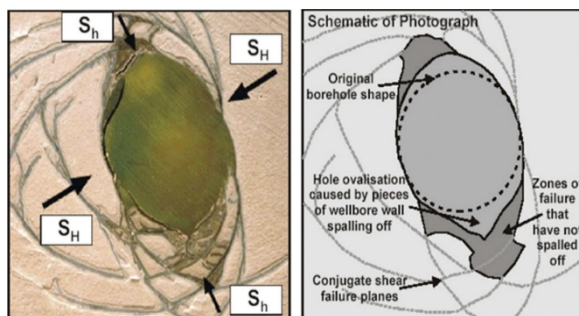 Sh
SH
SH
Sh
Schematic of Photograph
Original
borehole shape
Hole ovalisation
caused by pieces
of wellbore wall
spalling off
Zones of
failure
that
have not
spalled
off
Conjugate shear
failure planes